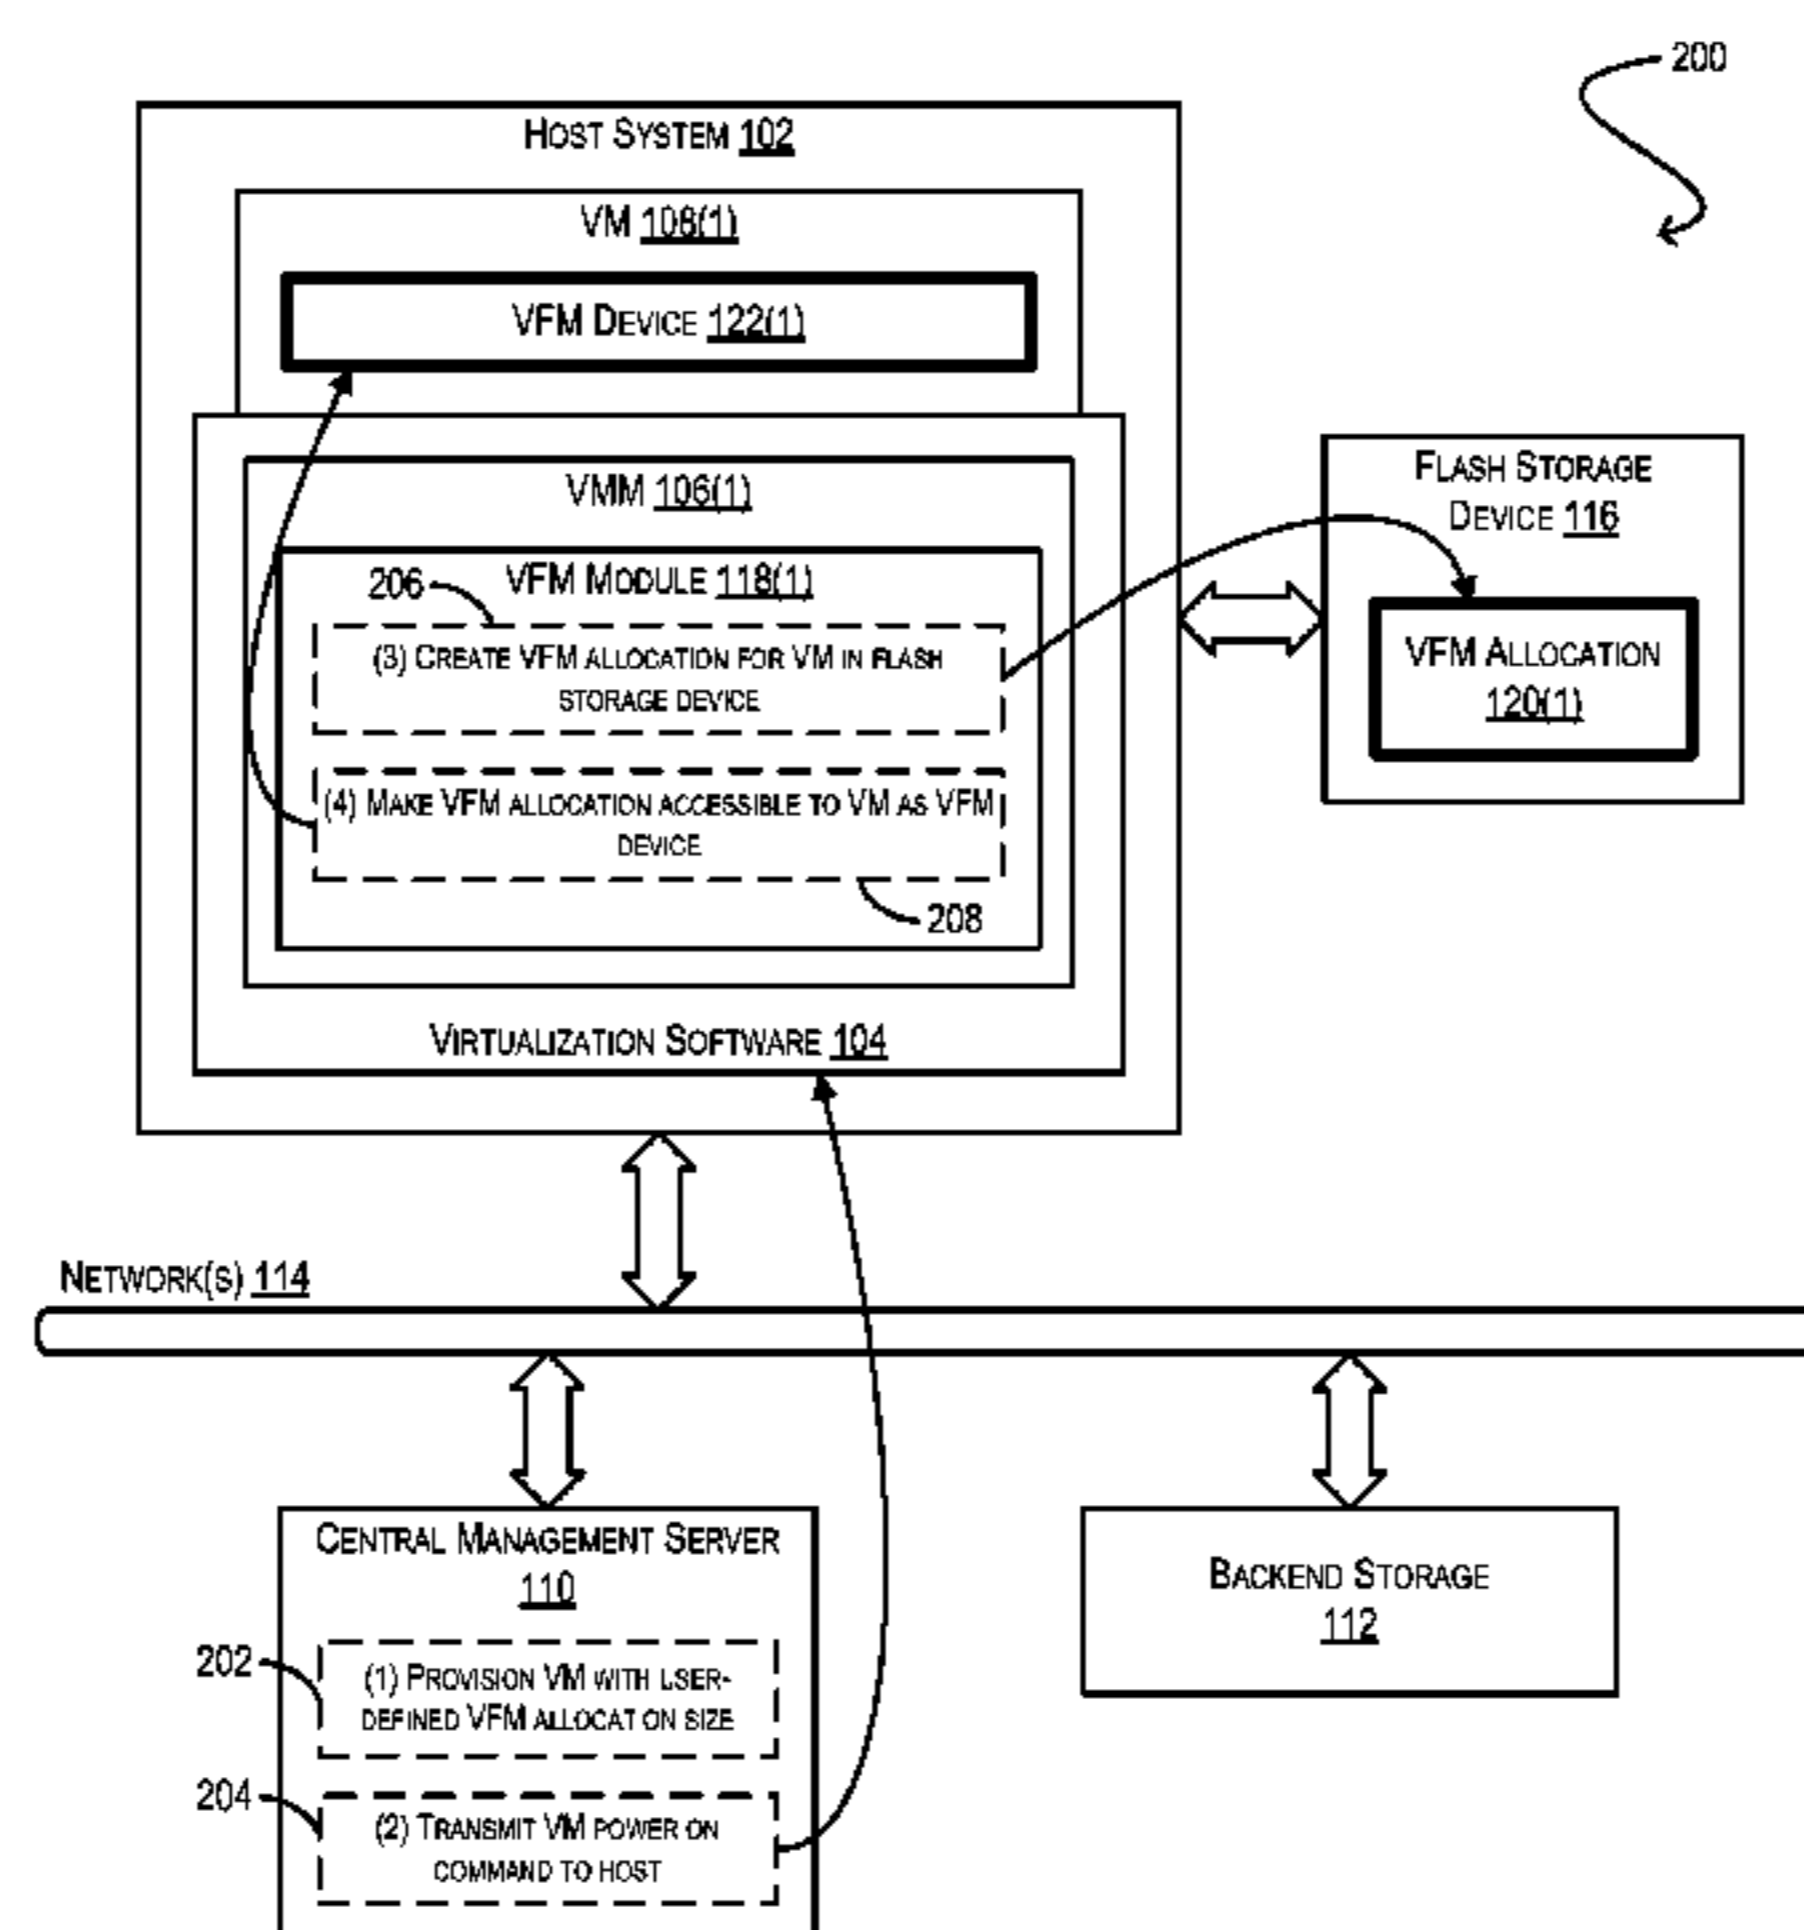 200
HOST SYSTEM 102
VM 108(1)
VFM DEVICE 122(1)
VMM 106(1)
FLASH STORAGE
DEVICE 116
206
VFM MODULE 118(1)
(3) CREATE VFM ALLOCATION FOR VM IN FLASH
STORAGE DEVICE
VFM ALLOCATION
120(1)
(4) MAKE VFM ALLOCATION ACCESSIBLE TO VM AS VFM
DEVICE
208
VIRTUALIZATION SOFTWARE 104
NETWORK(S) 114
CENTRAL MANAGEMENT SERVER
110
BACKEND STORAGE
112
202
(1) PROVISION VM WITH USER-
DEFINED VFM ALLOCAT ON SIZE
204
(2) TRANSMIT VM POWER ON
COMMAND TO HOST